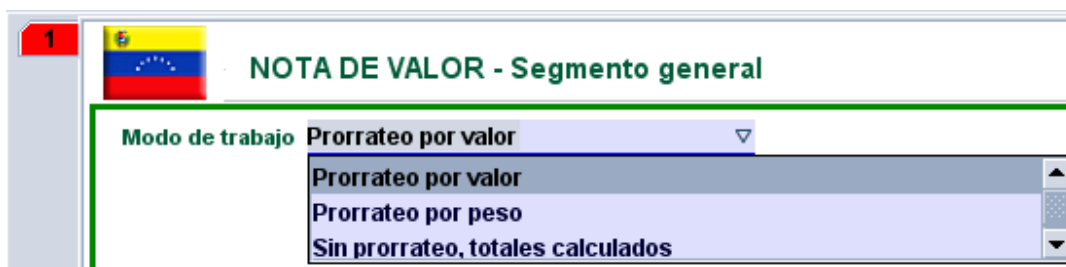 1
NOTA DE VALOR - Segmento general
Modo de trabajo Prorrateo por valor
Prorrateo por valor
Prorrateo por peso
Sin prorrateo, totales calculados